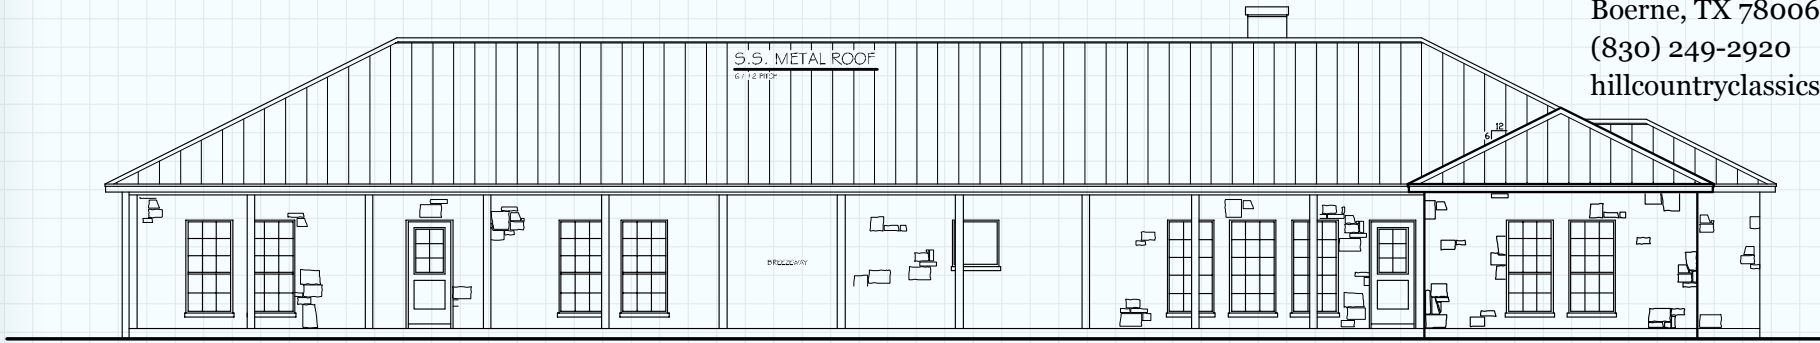 Boerne, TX 78006
(830) 249-2920
hillcountryclassics
S.S. METAL ROOF
6 / 12 PITCH
12
6
BREEZEWAY